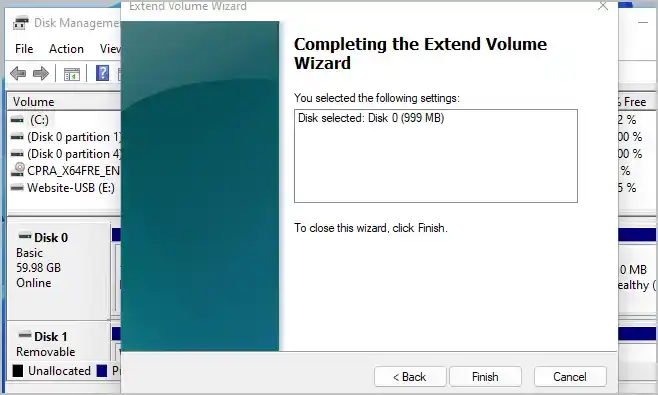 Extend Volume Wizard
Disk Manageme
File Action Vie
Volume
(C:)
(Disk 0 partition 1)
(Disk 0 partition 4)
CPRA_X64FRE_EN
Website-USB (E:)
Completing the Extend Volume
Wizard
You selected the following settings:
Disk selected: Disk 0 (999 MB)
To close this wizard, click Finish.
% Free
2 %
00 %
00 %
%
5 %
Disk 0
Basic
59.98 GB
Online
0 MB
ealthy (
Disk 1
Removable
Unallocated P
< Back Finish Cancel